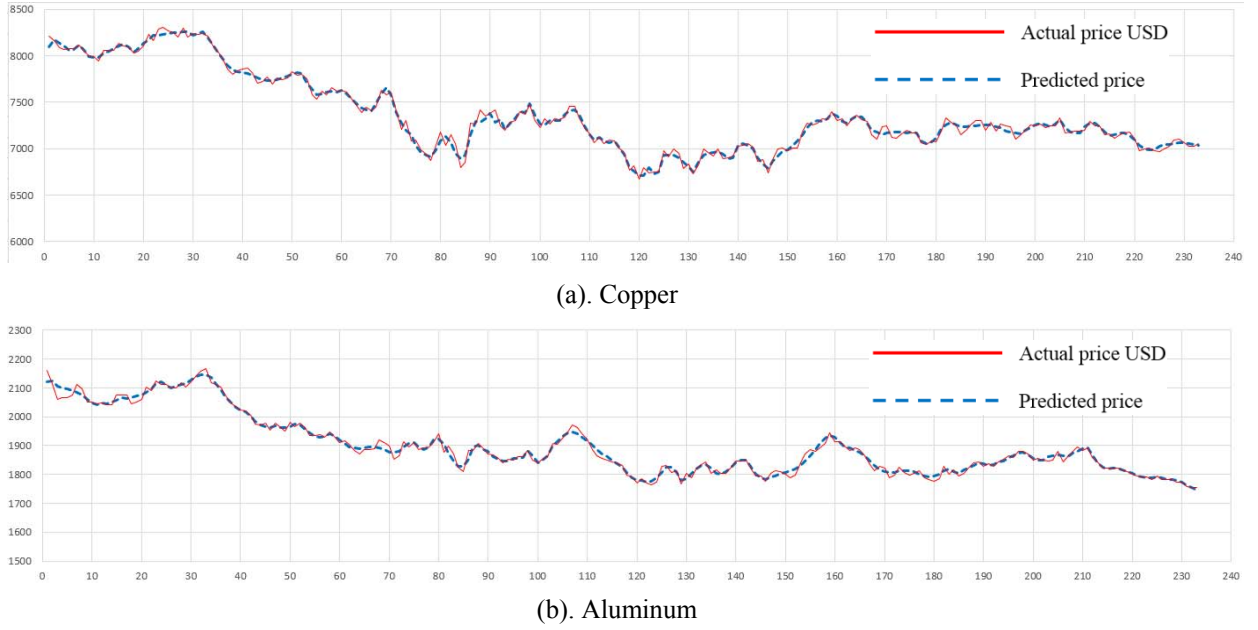 8500
8000
7500
7000
6500
6000
Actual price USD
Predicted price
0 10 20 30 40 50 60 70 80 90 100 110 120 130 140 150 160 170 180 190 200 210 220 230 240
(a). Copper
2300
2200
2100
2000
1900
1800
1700
1600
1500
Actual price USD
Predicted price
0 10 20 30 40 50 60 70 80 90 100 110 120 130 140 150 160 170 180 190 200 210 220 230 240
(b). Aluminum